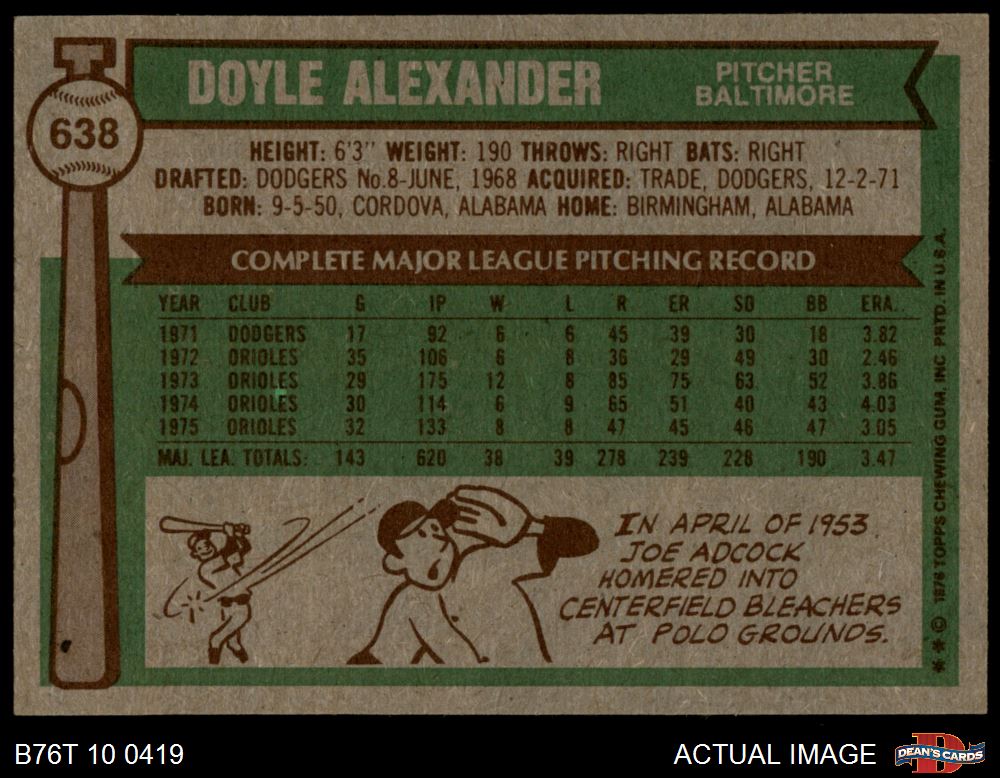 T
638
DOYLE ALEXANDER
PITCHER
BALTIMORE
HEIGHT: 6'3" WEIGHT: 190 THROWS: RIGHT BATS: RIGHT
DRAFTED: DODGERS No.8-JUNE, 1968 ACQUIRED: TRADE, DODGERS, 12-2-71
BORN: 9-5-50, CORDOVA, ALABAMA HOME: BIRMINGHAM, ALABAMA
COMPLETE MAJOR LEAGUE PITCHING RECORD
YEAR CLUB G IP W L R ER SO BB ERA.
1971 DODGERS 17 92 6 6 45 39 30 18 3.82
1972 ORIOLES 35 106 6 8 36 29 49 30 2.46
1973 ORIOLES 29 175 12 8 85 75 63 52 3.86
1974 ORIOLES 30 114 6 9 65 51 40 43 4.03
1975 ORIOLES 32 133 8 8 47 45 46 47 3.05
MAJ. LEA. TOTALS: 143 620 38 39 278 239 228 190 3.47
IN APRIL OF 1953
JOE ADCOCK
HOMERED INTO
CENTERFIELD BLEACHERS
AT POLO GROUNDS.
* * © 1976 TOPPS CHEWING GUM, INC PRTD. IN U.S.A.
B76T 10 0419
ACTUAL IMAGE
DEAN'S CARDS